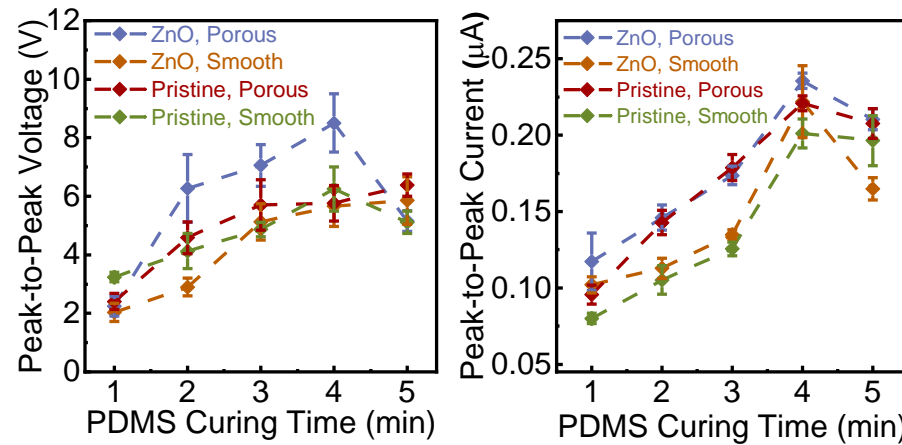 12
10
8
6
4
2
0
Peak-to-Peak Voltage (V)
ZnO, Porous
ZnO, Smooth
Pristine, Porous
Pristine, Smooth
1 2 3 4 5
PDMS Curing Time (min)
0.25
0.20
0.15
0.10
0.05
Peak-to-Peak Current (µA)
ZnO, Porous
ZnO, Smooth
Pristine, Porous
Pristine, Smooth
1 2 3 4 5
PDMS Curing Time (min)